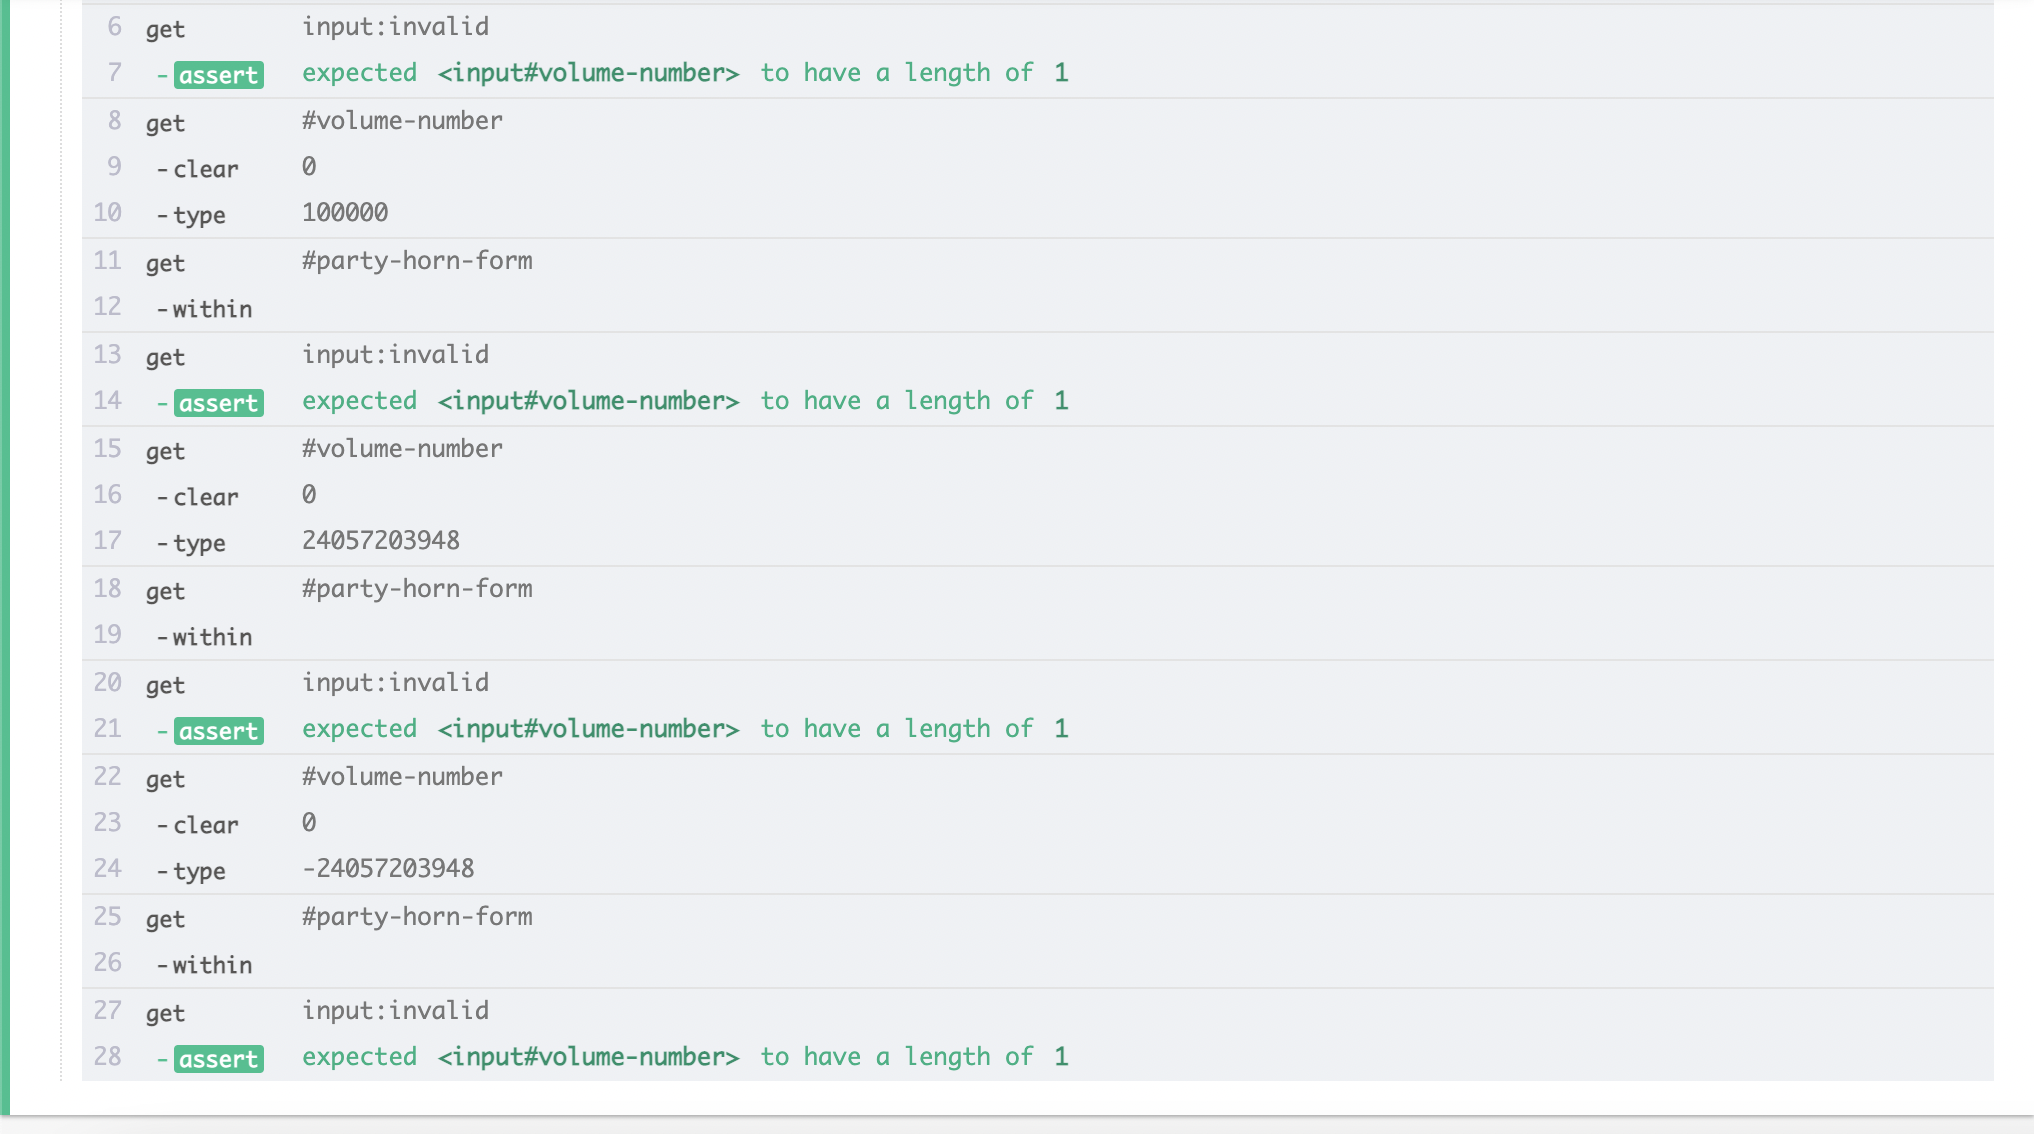 6 get input:invalid
7 -assert expected <input#volume-number> to have a length of 1
8 get #volume-number
9 -clear 0
10 -type 100000
11 get #party-horn-form
12 -within
13 get input:invalid
14 -assert expected <input#volume-number> to have a length of 1
15 get #volume-number
16 -clear 0
17 -type 24057203948
18 get #party-horn-form
19 -within
20 get input:invalid
21 -assert expected <input#volume-number> to have a length of 1
22 get #volume-number
23 -clear 0
24 -type -24057203948
25 get #party-horn-form
26 -within
27 get input:invalid
28 -assert expected <input#volume-number> to have a length of 1